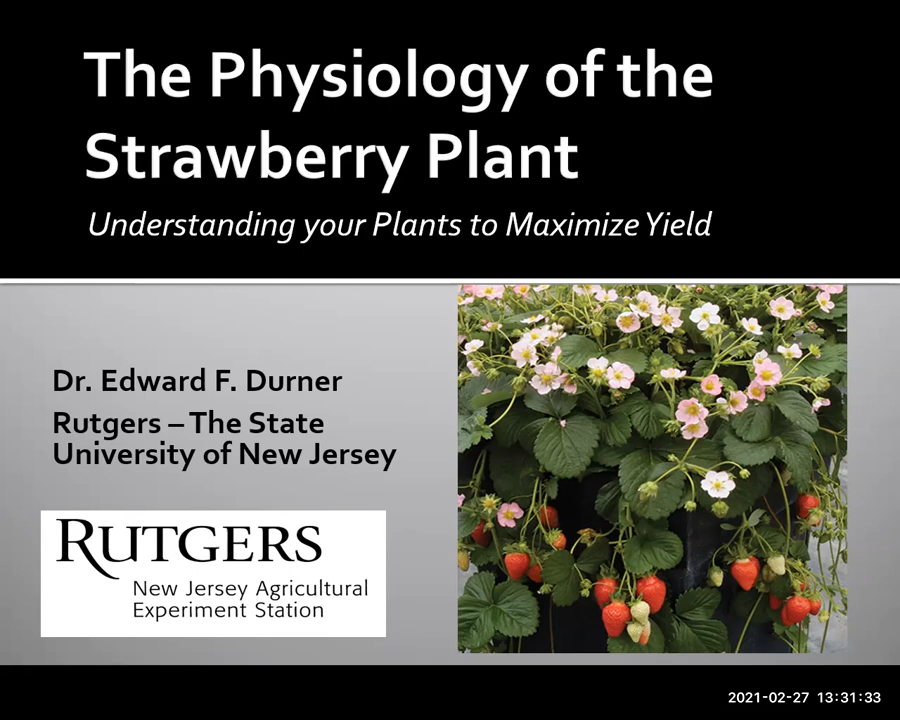 The Physiology of the
Strawberry Plant
Understanding your Plants to Maximize Yield
Dr. Edward F. Durner
Rutgers – The State
University of New Jersey
RUTGERS
New Jersey Agricultural
Experiment Station
2021-02-27 13:31:33